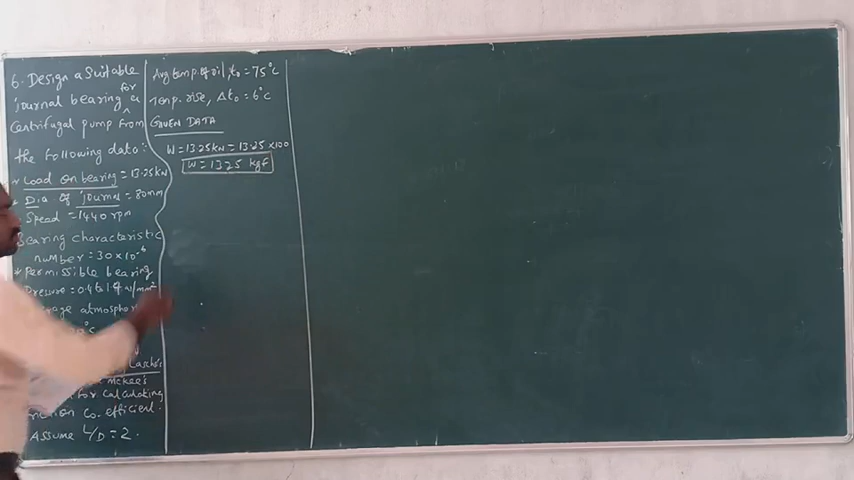 6. Design a Suitable
for
journal bearing a
^
Centrifugal pump from
the following data:
* Load on bearing = 13.25 kN
* Dia of journal = 80mm
Speed = 1440 rpm
Bearing characteristic
number = 30×10⁻⁶
* Permissible bearing
Pressure = 0.4 to 1.4 N/mm²
atmosphere
McKee's
for calculating
friction co-efficient.
Assume L/D = 2.
Avg temp. of oil, t₀ = 75°C
Temp. rise, Δt₀ = 6°C
GIVEN DATA
W = 13.25 kN = 13.25 × 100
W = 1325 kgf